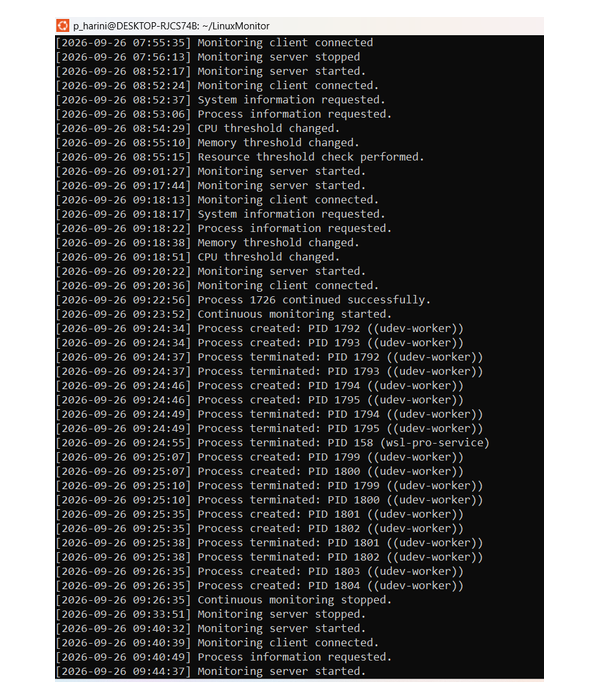 p_harini@DESKTOP-RJCS74B: ~/LinuxMonitor
[2026-09-26 07:55:35] Monitoring client connected
[2026-09-26 07:56:13] Monitoring server stopped
[2026-09-26 08:52:17] Monitoring server started.
[2026-09-26 08:52:24] Monitoring client connected.
[2026-09-26 08:52:37] System information requested.
[2026-09-26 08:53:06] Process information requested.
[2026-09-26 08:54:29] CPU threshold changed.
[2026-09-26 08:55:10] Memory threshold changed.
[2026-09-26 08:55:15] Resource threshold check performed.
[2026-09-26 09:01:27] Monitoring server started.
[2026-09-26 09:17:44] Monitoring server started.
[2026-09-26 09:18:13] Monitoring client connected.
[2026-09-26 09:18:17] System information requested.
[2026-09-26 09:18:22] Process information requested.
[2026-09-26 09:18:38] Memory threshold changed.
[2026-09-26 09:18:51] CPU threshold changed.
[2026-09-26 09:20:22] Monitoring server started.
[2026-09-26 09:20:36] Monitoring client connected.
[2026-09-26 09:22:56] Process 1726 continued successfully.
[2026-09-26 09:23:52] Continuous monitoring started.
[2026-09-26 09:24:34] Process created: PID 1792 ((udev-worker))
[2026-09-26 09:24:34] Process created: PID 1793 ((udev-worker))
[2026-09-26 09:24:37] Process terminated: PID 1792 ((udev-worker))
[2026-09-26 09:24:37] Process terminated: PID 1793 ((udev-worker))
[2026-09-26 09:24:46] Process created: PID 1794 ((udev-worker))
[2026-09-26 09:24:46] Process created: PID 1795 ((udev-worker))
[2026-09-26 09:24:49] Process terminated: PID 1794 ((udev-worker))
[2026-09-26 09:24:49] Process terminated: PID 1795 ((udev-worker))
[2026-09-26 09:24:55] Process terminated: PID 158 (wsl-pro-service)
[2026-09-26 09:25:07] Process created: PID 1799 ((udev-worker))
[2026-09-26 09:25:07] Process created: PID 1800 ((udev-worker))
[2026-09-26 09:25:10] Process terminated: PID 1799 ((udev-worker))
[2026-09-26 09:25:10] Process terminated: PID 1800 ((udev-worker))
[2026-09-26 09:25:35] Process created: PID 1801 ((udev-worker))
[2026-09-26 09:25:35] Process created: PID 1802 ((udev-worker))
[2026-09-26 09:25:38] Process terminated: PID 1801 ((udev-worker))
[2026-09-26 09:25:38] Process terminated: PID 1802 ((udev-worker))
[2026-09-26 09:26:35] Process created: PID 1803 ((udev-worker))
[2026-09-26 09:26:35] Process created: PID 1804 ((udev-worker))
[2026-09-26 09:26:35] Continuous monitoring stopped.
[2026-09-26 09:33:51] Monitoring server stopped.
[2026-09-26 09:40:32] Monitoring server started.
[2026-09-26 09:40:39] Monitoring client connected.
[2026-09-26 09:40:49] Process information requested.
[2026-09-26 09:44:37] Monitoring server started.